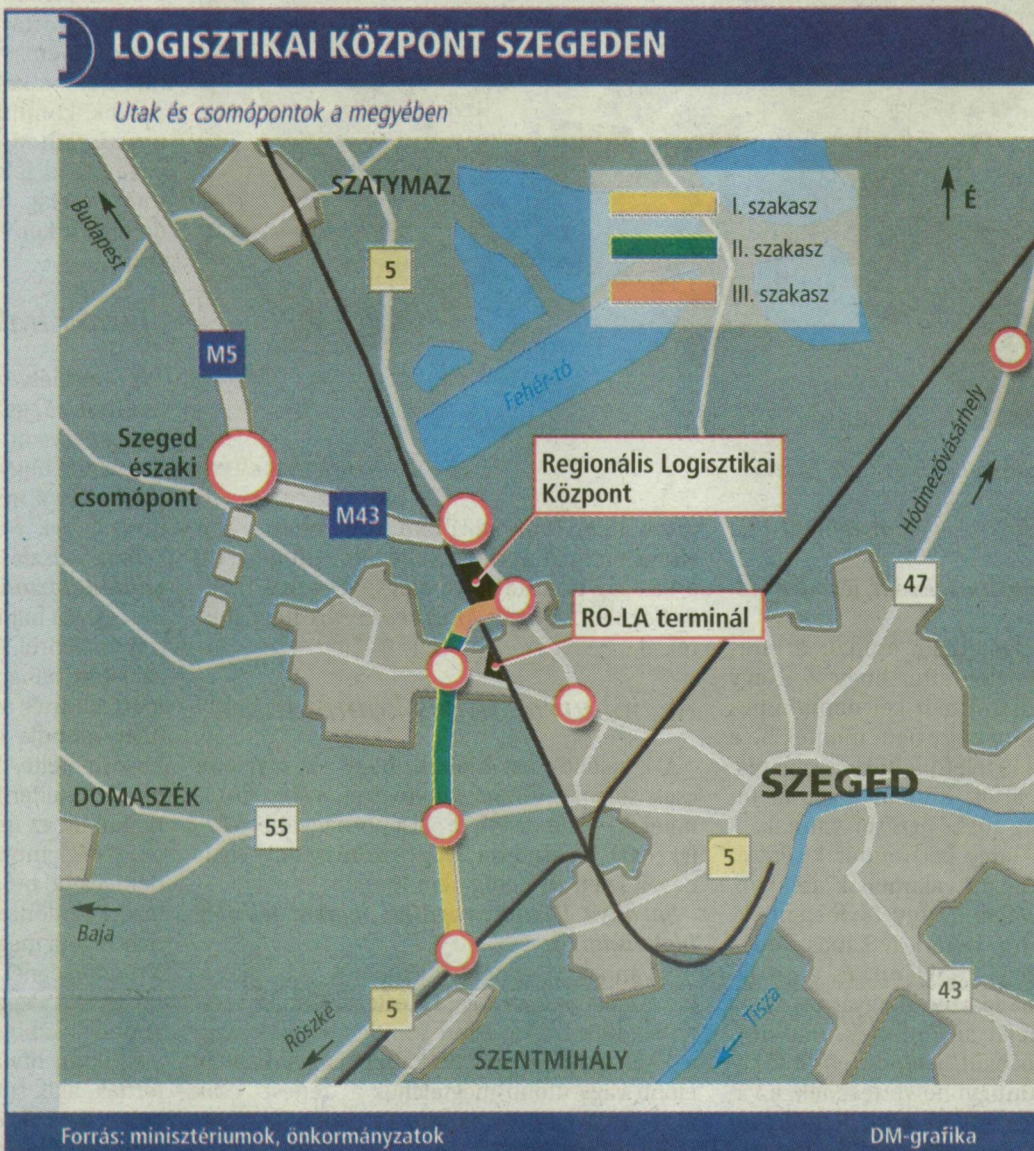 i
LOGISZTIKAI KÖZPONT SZEGEDEN
Utak és csomópontok a megyében
SZATYMAZ
I. szakasz
II. szakasz
III. szakasz
É
Budapest
5
M5
Fehér-tó
Szeged
északi
csomópont
Regionális Logisztikai
Központ
M43
Hódmezővásárhely
47
RO-LA terminál
DOMASZÉK
SZEGED
55
5
Baja
5
43
Röszke
Tisza
SZENTMIHÁLY
Forrás: minisztériumok, önkormányzatok
DM-grafika